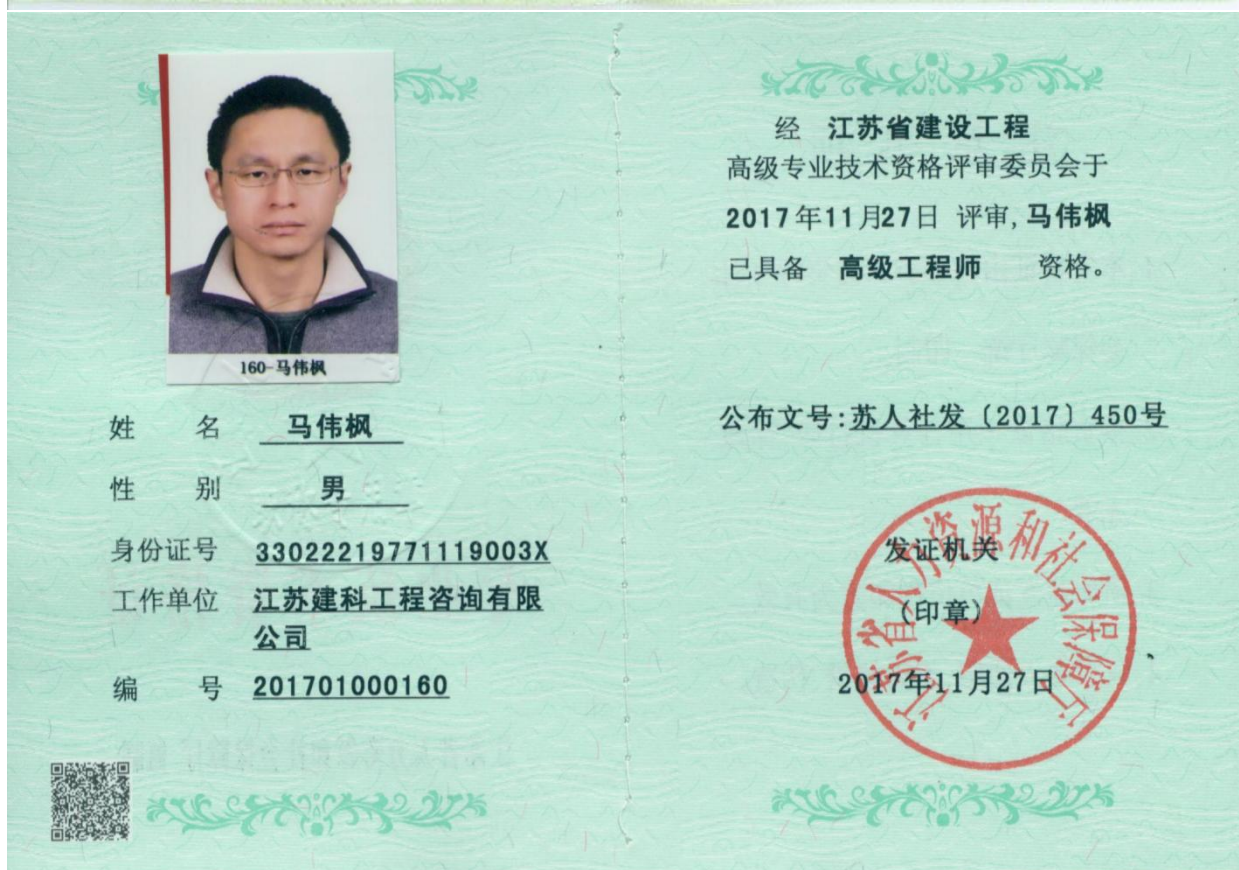 160-马伟枫
姓 名 马伟枫
性 别 男
身份证号 33022219771119003X
工作单位 江苏建科工程咨询有限
公司
编 号 201701000160
经 江苏省建设工程
高级专业技术资格评审委员会于
2017年11月27日 评审,马伟枫
已具备 高级工程师 资格。
公布文号:苏人社发〔2017〕450号
江苏省人力资源和社会保障厅
发证机关
(印章)
2017年11月27日